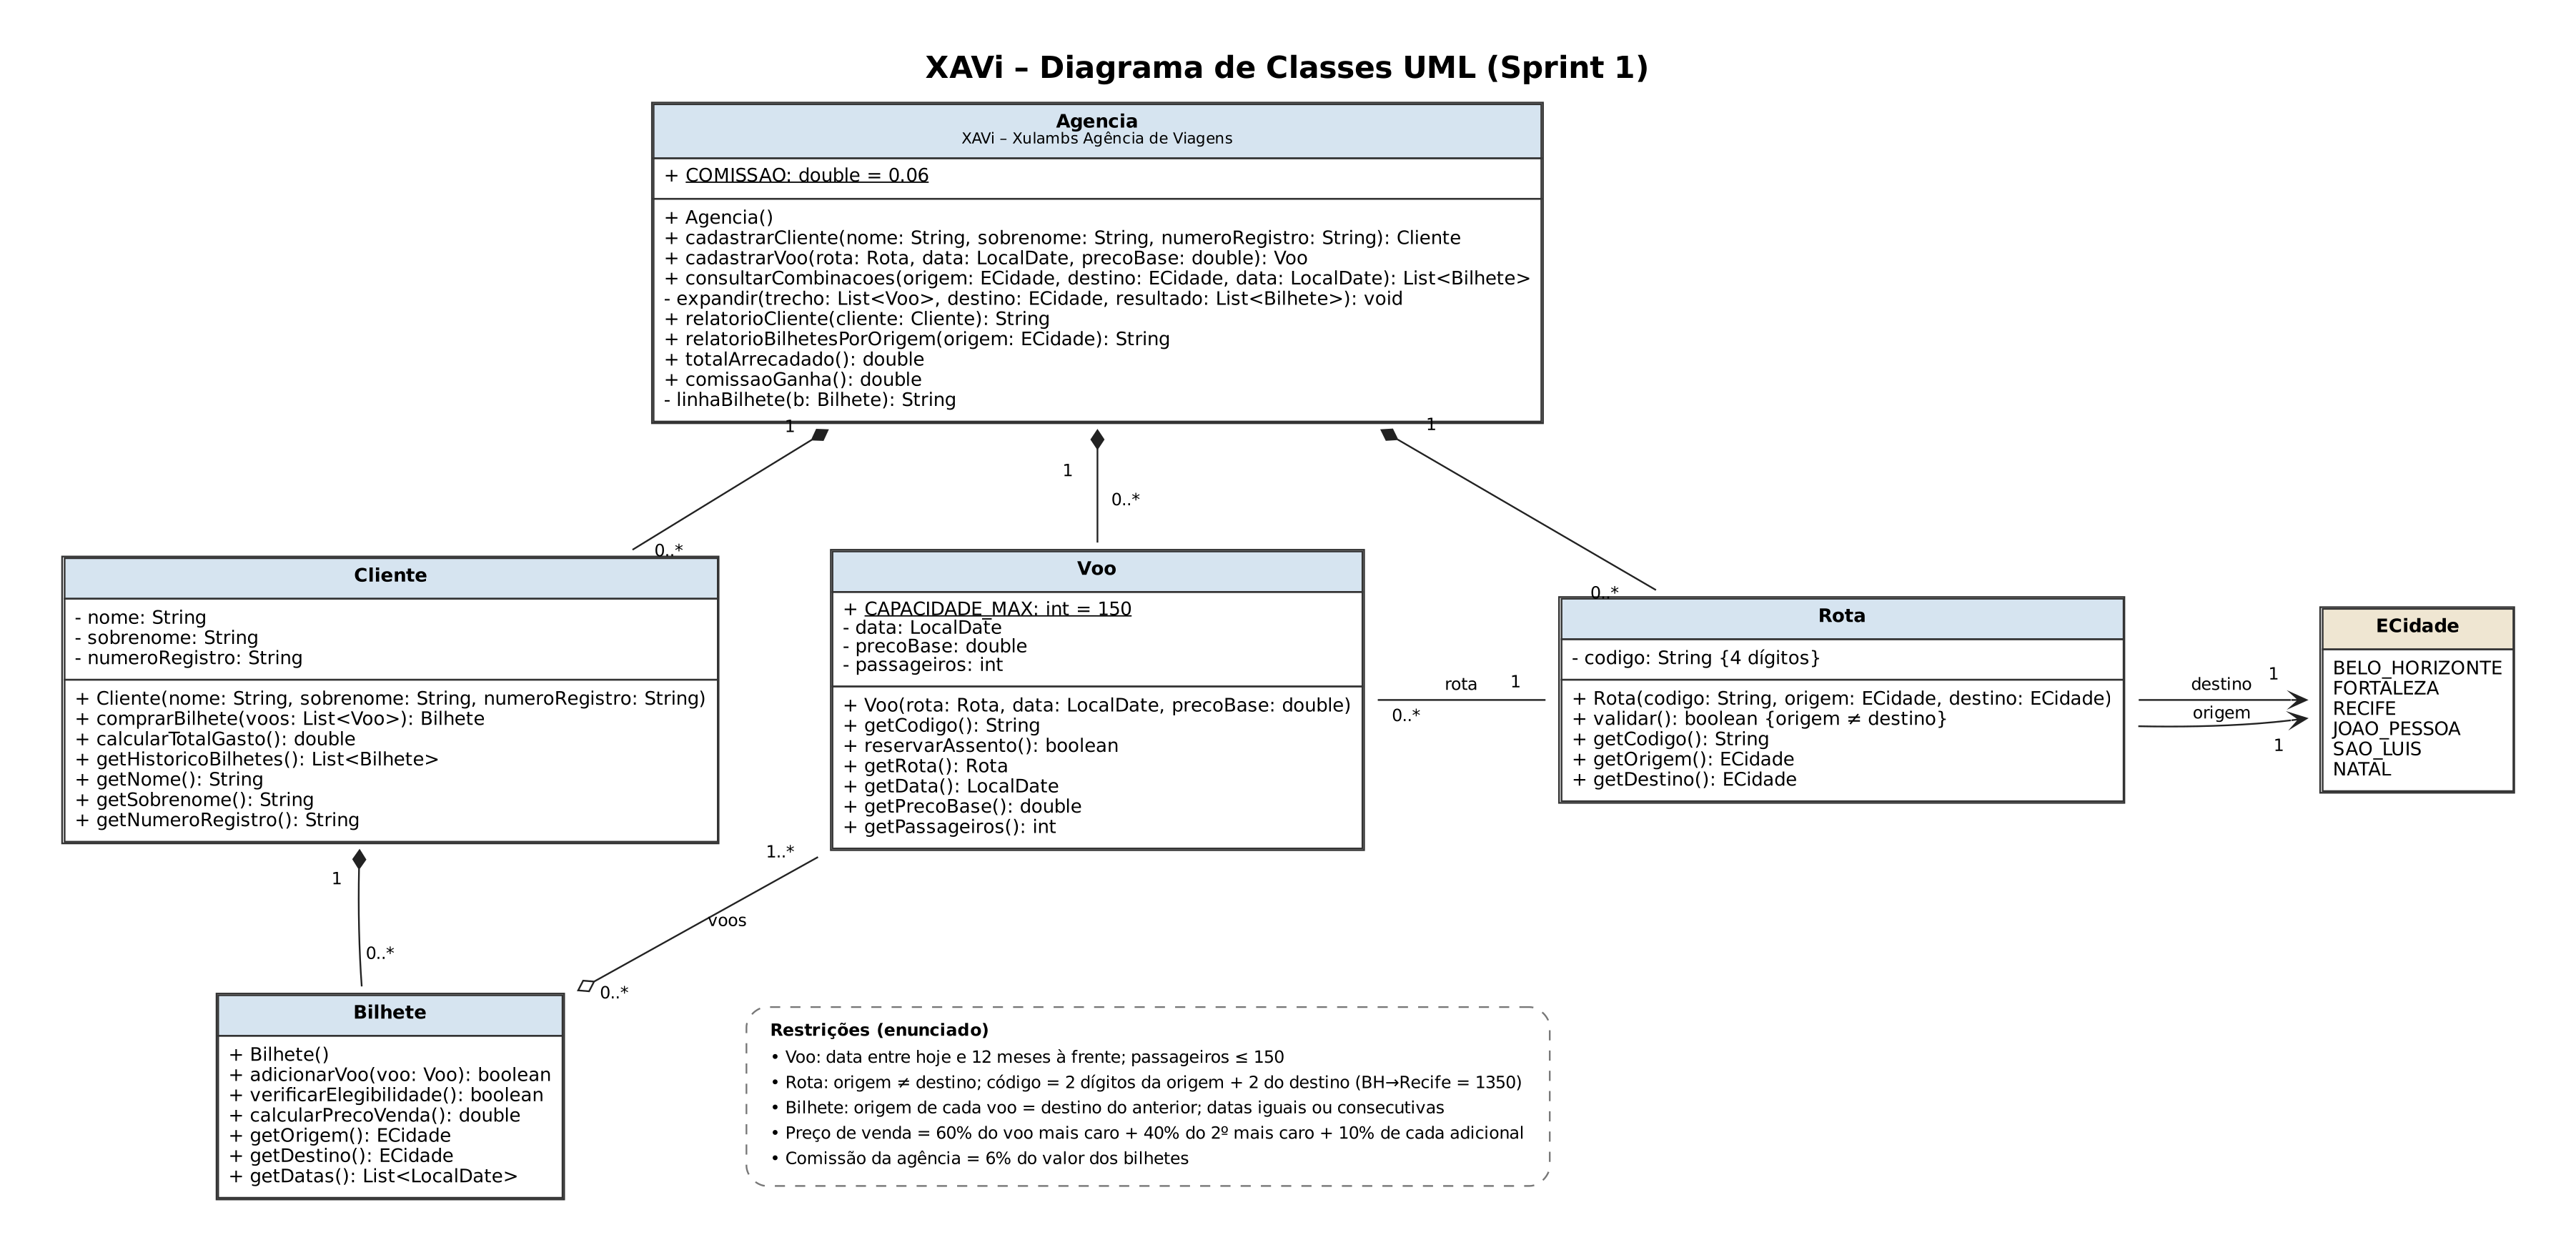 XAVi – Diagrama de Classes UML (Sprint 1)
Agencia
XAVi – Xulambs Agência de Viagens
+ COMISSAO: double = 0.06
+ Agencia()
+ cadastrarCliente(nome: String, sobrenome: String, numeroRegistro: String): Cliente
+ cadastrarVoo(rota: Rota, data: LocalDate, precoBase: double): Voo
+ consultarCombinacoes(origem: ECidade, destino: ECidade, data: LocalDate): List<Bilhete>
- expandir(trecho: List<Voo>, destino: ECidade, resultado: List<Bilhete>): void
+ relatorioCliente(cliente: Cliente): String
+ relatorioBilhetesPorOrigem(origem: ECidade): String
+ totalArrecadado(): double
+ comissaoGanha(): double
- linhaBilhete(b: Bilhete): String
1
1
1
0..*
0..*
0..*
Cliente
- nome: String
- sobrenome: String
- numeroRegistro: String
+ Cliente(nome: String, sobrenome: String, numeroRegistro: String)
+ comprarBilhete(voos: List<Voo>): Bilhete
+ calcularTotalGasto(): double
+ getHistoricoBilhetes(): List<Bilhete>
+ getNome(): String
+ getSobrenome(): String
+ getNumeroRegistro(): String
Voo
+ CAPACIDADE_MAX: int = 150
- data: LocalDate
- precoBase: double
- passageiros: int
+ Voo(rota: Rota, data: LocalDate, precoBase: double)
+ getCodigo(): String
+ reservarAssento(): boolean
+ getRota(): Rota
+ getData(): LocalDate
+ getPrecoBase(): double
+ getPassageiros(): int
rota
1
0..*
Rota
- codigo: String {4 dígitos}
+ Rota(codigo: String, origem: ECidade, destino: ECidade)
+ validar(): boolean {origem ≠ destino}
+ getCodigo(): String
+ getOrigem(): ECidade
+ getDestino(): ECidade
destino
1
origem
1
ECidade
BELO_HORIZONTE
FORTALEZA
RECIFE
JOAO_PESSOA
SAO_LUIS
NATAL
1
0..*
1..*
voos
0..*
Bilhete
+ Bilhete()
+ adicionarVoo(voo: Voo): boolean
+ verificarElegibilidade(): boolean
+ calcularPrecoVenda(): double
+ getOrigem(): ECidade
+ getDestino(): ECidade
+ getDatas(): List<LocalDate>
Restrições (enunciado)
• Voo: data entre hoje e 12 meses à frente; passageiros ≤ 150
• Rota: origem ≠ destino; código = 2 dígitos da origem + 2 do destino (BH→Recife = 1350)
• Bilhete: origem de cada voo = destino do anterior; datas iguais ou consecutivas
• Preço de venda = 60% do voo mais caro + 40% do 2º mais caro + 10% de cada adicional
• Comissão da agência = 6% do valor dos bilhetes